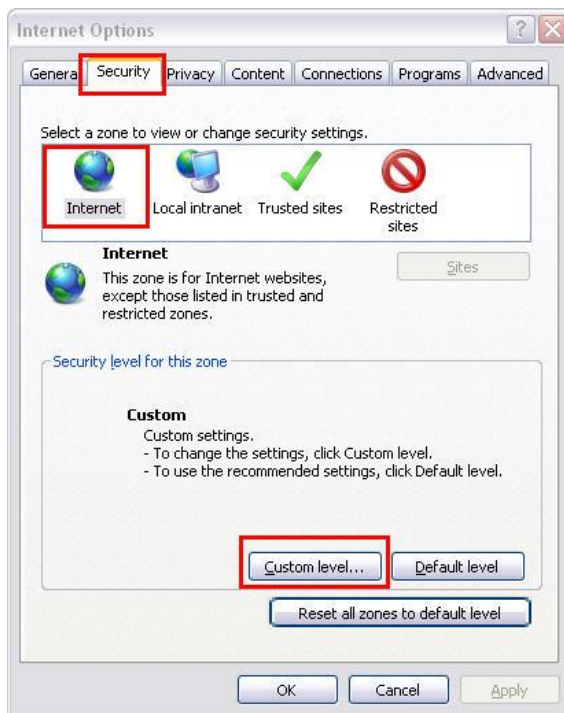 Internet Options
General Security Privacy Content Connections Programs Advanced
Select a zone to view or change security settings.
Internet Local intranet Trusted sites Restricted
sites
Internet
Sites
This zone is for Internet websites,
except those listed in trusted and
restricted zones.
Security level for this zone
Custom
Custom settings.
- To change the settings, click Custom level.
- To use the recommended settings, click Default level.
Custom level... Default level
Reset all zones to default level
OK Cancel Apply